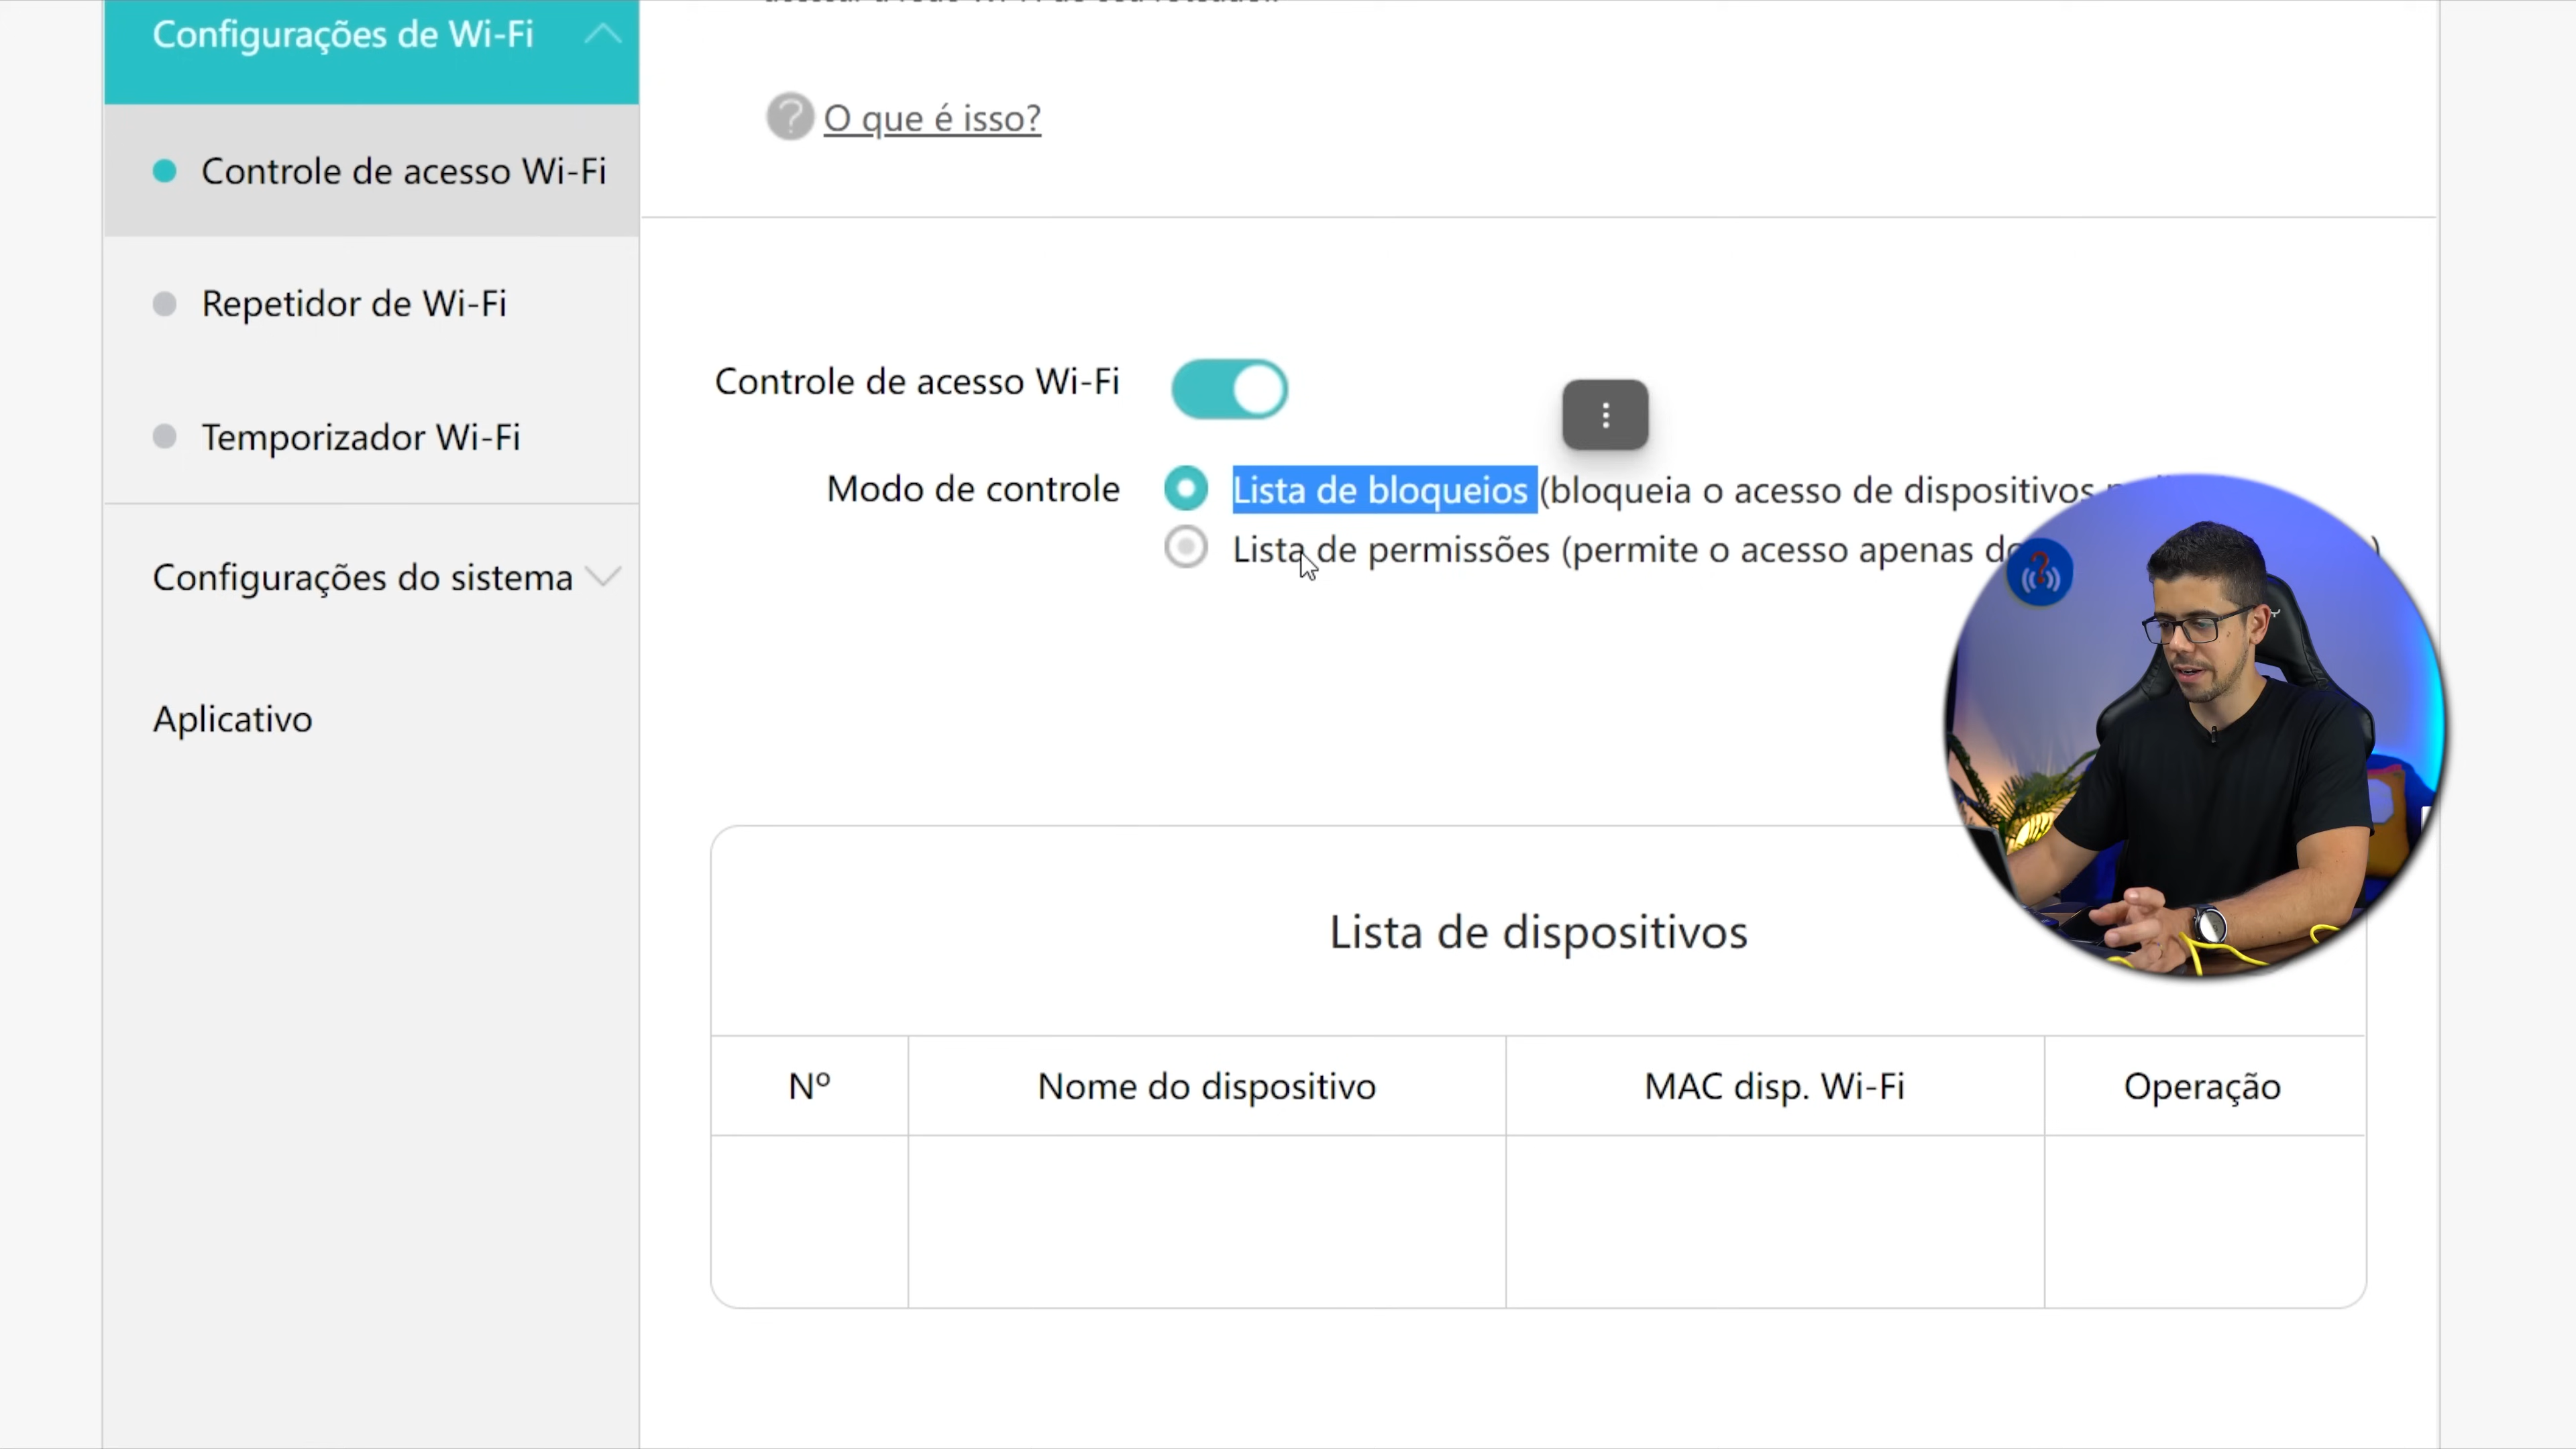 Configurações de Wi-Fi
O que é isso?
Controle de acesso Wi-Fi
Repetidor de Wi-Fi
Temporizador Wi-Fi
Configurações do sistema
Aplicativo
Controle de acesso Wi-Fi
Modo de controle
Lista de bloqueios (bloqueia o acesso de dispositivos
Lista de permissões (permite o acesso apenas
Lista de dispositivos
Nº Nome do dispositivo MAC disp. Wi-Fi Operação